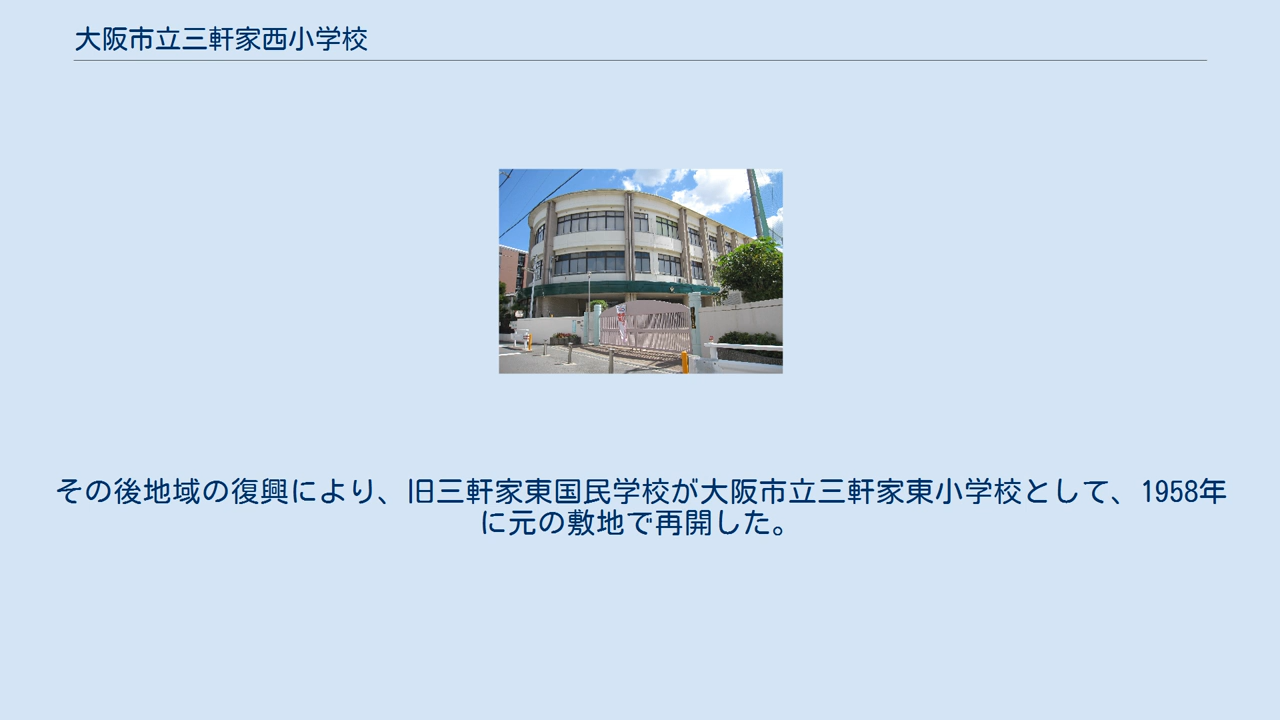 大阪市立三軒家西小学校
その後地域の復興により、旧三軒家東国民学校が大阪市立三軒家東小学校として、1958年
に元の敷地で再開した。